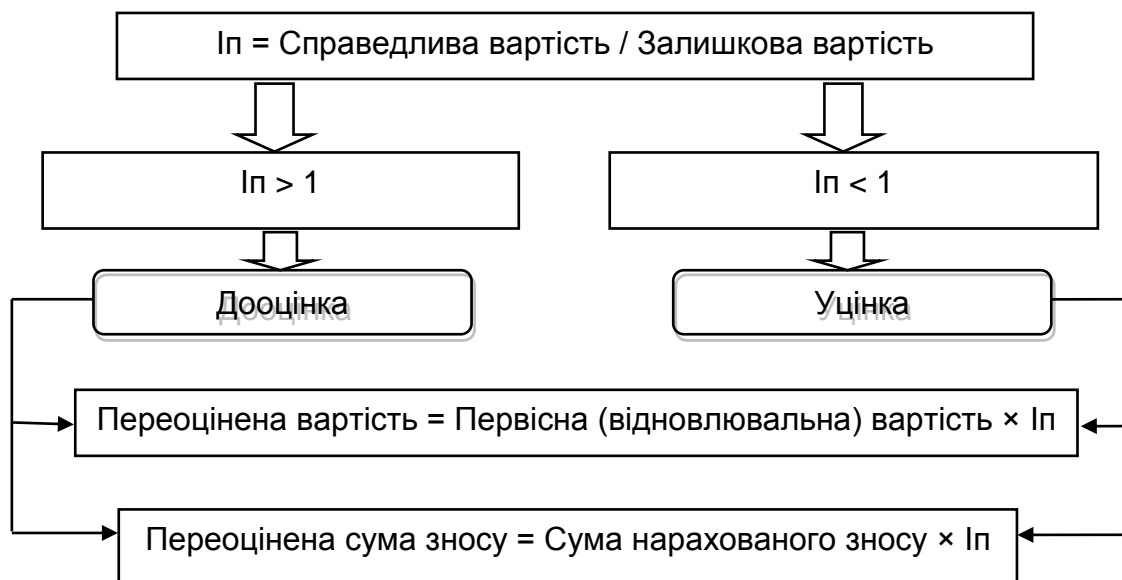 Іп = Справедлива вартість / Залишкова вартість
Іп > 1
Іп < 1
Дооцінка
Уцінка
Переоцінена вартість = Первісна (відновлювальна) вартість × Іп
Переоцінена сума зносу = Сума нарахованого зносу × Іп